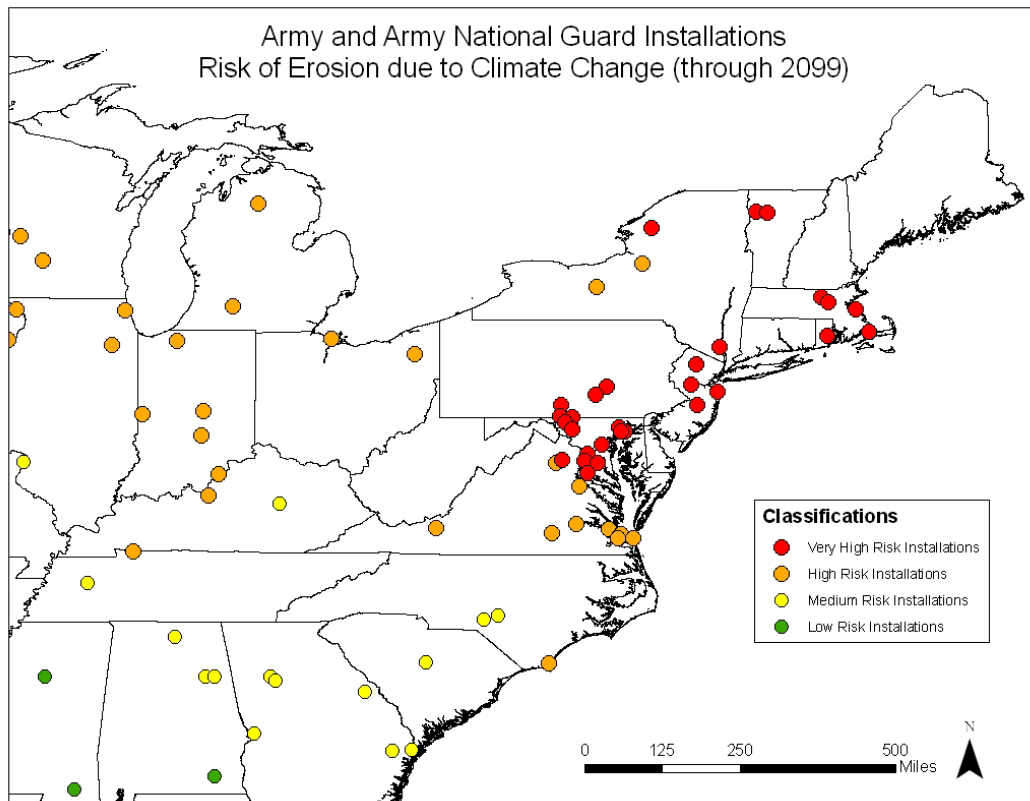 Army and Army National Guard Installations
Risk of Erosion due to Climate Change (through 2099)
Classifications
Very High Risk Installations
High Risk Installations
Medium Risk Installations
Low Risk Installations
N
0 125 250 500
Miles